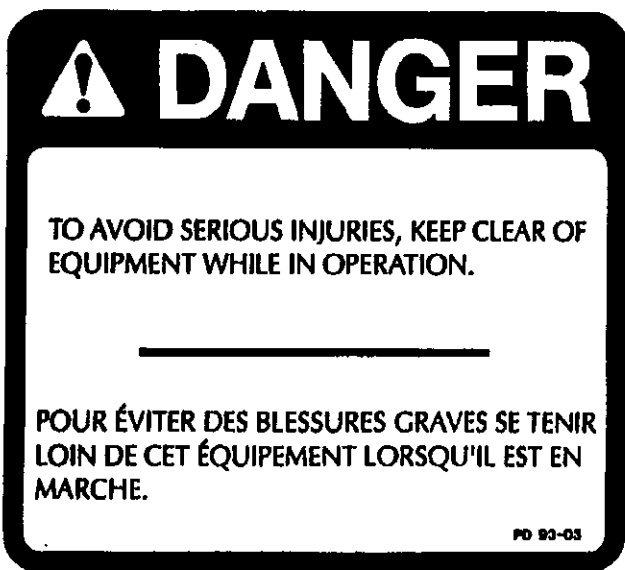 DANGER
TO AVOID SERIOUS INJURIES, KEEP CLEAR OF
EQUIPMENT WHILE IN OPERATION.
POUR ÉVITER DES BLESSURES GRAVES SE TENIR
LOIN DE CET ÉQUIPEMENT LORSQU'IL EST EN
MARCHE.
PD 93-03